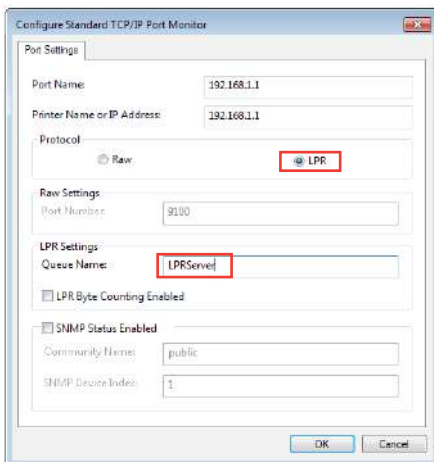 Configure Standard TCP/IP Port Monitor
Port Settings
Port Name: 192.168.1.1
Printer Name or IP Address: 192.168.1.1
Protocol
Raw LPR
Raw Settings
Port Number: 9100
LPR Settings
Queue Name: LPRServer
LPR Byte Counting Enabled
SNMP Status Enabled
Community Name: public
SNMP Device Index: 1
OK Cancel